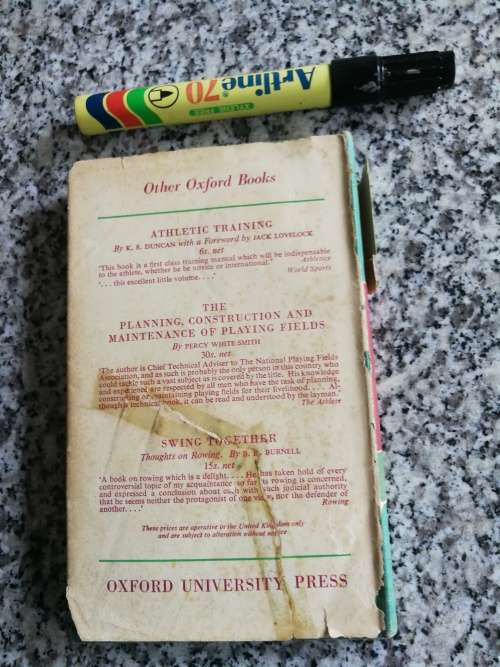 Artline 70
XYLENE FREE
Other Oxford Books
ATHLETIC TRAINING
By K. S. DUNCAN with a Foreword by JACK LOVELOCK
6s. net
'This book is a first class training manual which will be indispensable
to the athlete, whether he be novice or international.' Athletics
'. . . this excellent little volume. . . .' World Sports
THE
PLANNING, CONSTRUCTION AND
MAINTENANCE OF PLAYING FIELDS
By PERCY WHITE SMITH
30s. net
'The author is Chief Technical Adviser to The National Playing Fields
Association, and as such is probably the only person in this country who
could tackle such a vast subject as is covered by the title. His knowledge
and experience are respected by all men who have the task of planning,
constructing or maintaining playing fields for their livelihood. . . . Al-
though a technical book, it can be read and understood by the layman.'
The
SWING TOGETHER
Thoughts on Rowing. By R. D. BURNELL
15s. net
'A book on rowing which is a delight. . . . He has taken hold of every
controversial topic of my acquaintance so far as rowing is concerned,
and expressed a conclusion about each with such judicial authority
that he seems neither the protagonist of one view, nor the defender of
another. . . .' Rowing
These prices are operative in the United Kingdom only
and are subject to alteration without notice
OXFORD UNIVERSITY PRESS